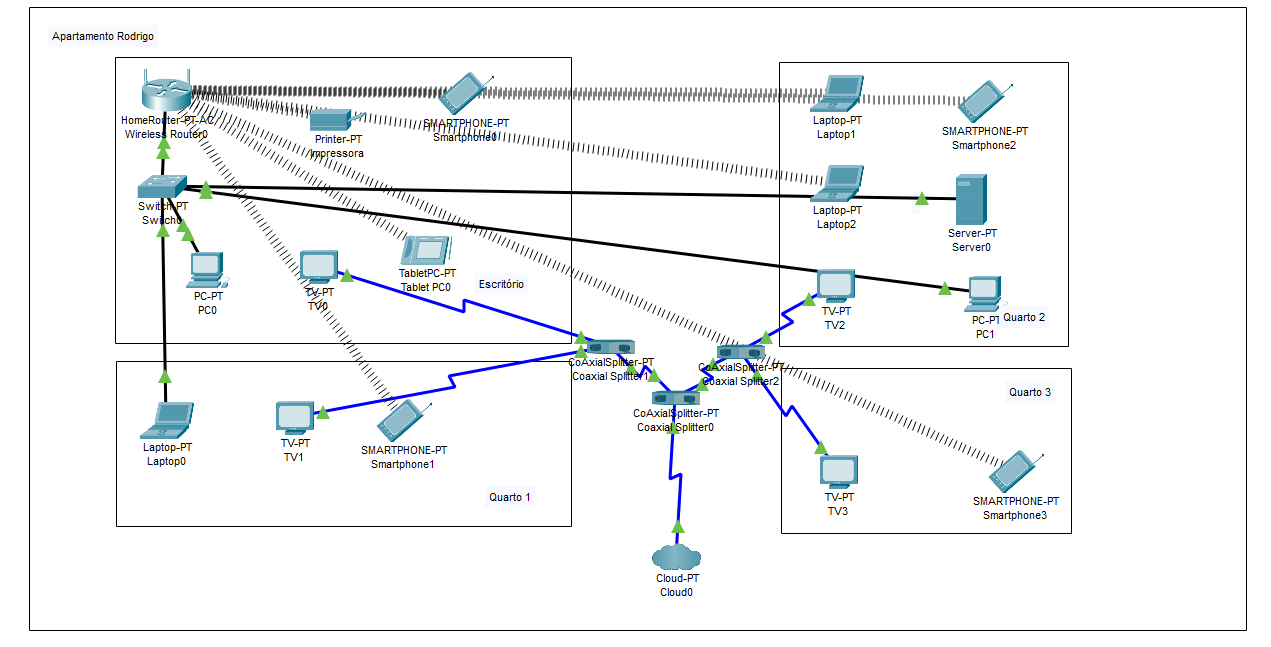 Apartamento Rodrigo
HomeRouter-PT-AC
Wireless Router0
Printer-PT
Impressora
SMARTPHONE-PT
Smartphone0
Laptop-PT
Laptop1
SMARTPHONE-PT
Smartphone2
Switch-PT
Switch0
Laptop-PT
Laptop2
Server-PT
Server0
PC-PT
PC0
TV-PT
TV0
TabletPC-PT
Tablet PC0
Escritório
TV-PT
TV2
PC-PT
PC1
Quarto 2
CoAxialSplitter-PT
Coaxial Splitter1
CoAxialSplitter-PT
Coaxial Splitter2
CoAxialSplitter-PT
Coaxial Splitter0
Quarto 3
Laptop-PT
Laptop0
TV-PT
TV1
SMARTPHONE-PT
Smartphone1
Quarto 1
TV-PT
TV3
SMARTPHONE-PT
Smartphone3
Cloud-PT
Cloud0